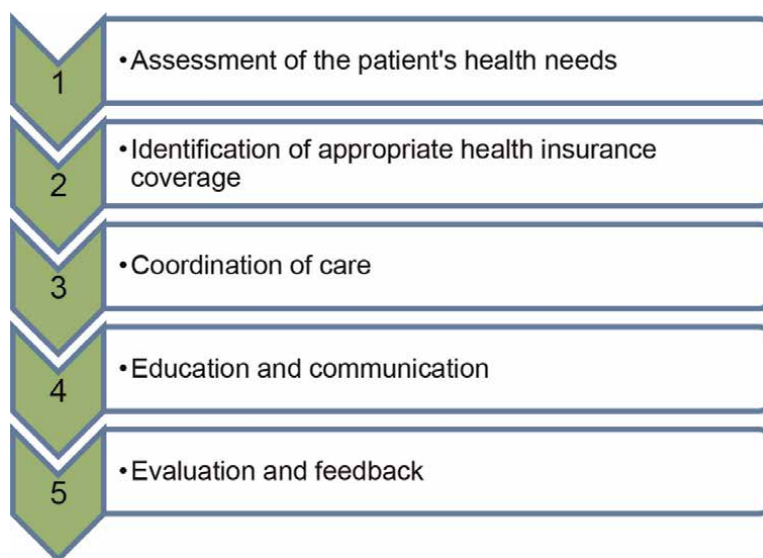 1
•Assessment of the patient's health needs
2
•Identification of appropriate health insurance
coverage
3
•Coordination of care
4
•Education and communication
5
•Evaluation and feedback